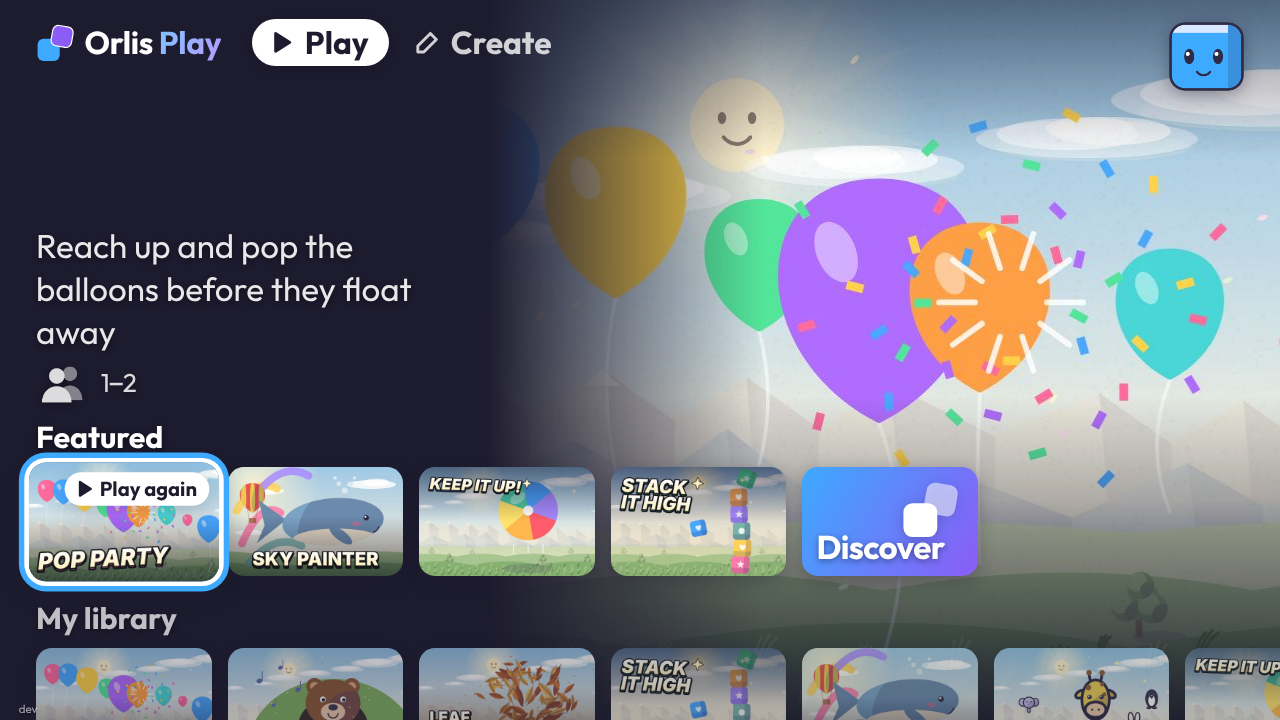 Orlis Play
Play
Create
Reach up and pop the
balloons before they float
away
1–2
Featured
Play again
POP PARTY
SKY PAINTER
KEEP IT UP!
STACK
IT HIGH
Discover
My library
LEAF
STACK
IT HIGH
KEEP IT UP
dev